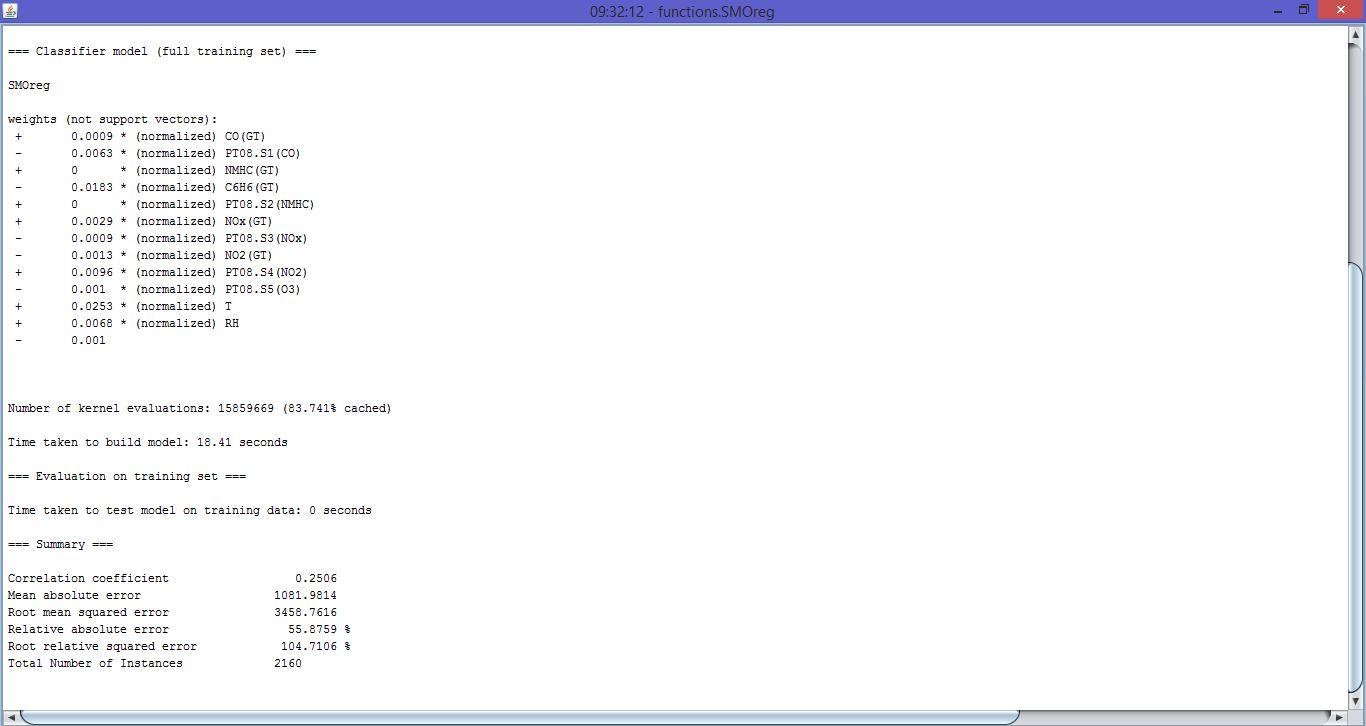 09:32:12 - functions.SMOreg
=== Classifier model (full training set) ===
SMOreg
weights (not support vectors):
+ 0.0009 * (normalized) CO(GT)
- 0.0063 * (normalized) PT08.S1(CO)
+ 0 * (normalized) NMHC(GT)
- 0.0183 * (normalized) C6H6(GT)
+ 0 * (normalized) PT08.S2(NMHC)
+ 0.0029 * (normalized) NOx(GT)
- 0.0009 * (normalized) PT08.S3(NOx)
- 0.0013 * (normalized) NO2(GT)
+ 0.0096 * (normalized) PT08.S4(NO2)
- 0.001 * (normalized) PT08.S5(O3)
+ 0.0253 * (normalized) T
+ 0.0068 * (normalized) RH
- 0.001
Number of kernel evaluations: 15859669 (83.741% cached)
Time taken to build model: 18.41 seconds
=== Evaluation on training set ===
Time taken to test model on training data: 0 seconds
=== Summary ===
Correlation coefficient 0.2506
Mean absolute error 1081.9814
Root mean squared error 3458.7616
Relative absolute error 55.8759 %
Root relative squared error 104.7106 %
Total Number of Instances 2160